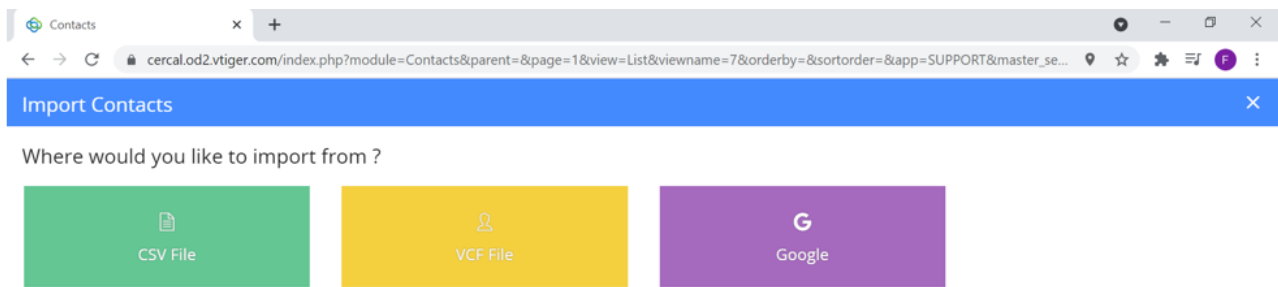 Contacts
cercal.od2.vtiger.com/index.php?module=Contacts&parent=&page=1&view=List&viewname=7&orderby=&sortorder=&app=SUPPORT&master_se...
F
Import Contacts
Where would you like to import from ?
CSV File
VCF File
G
Google